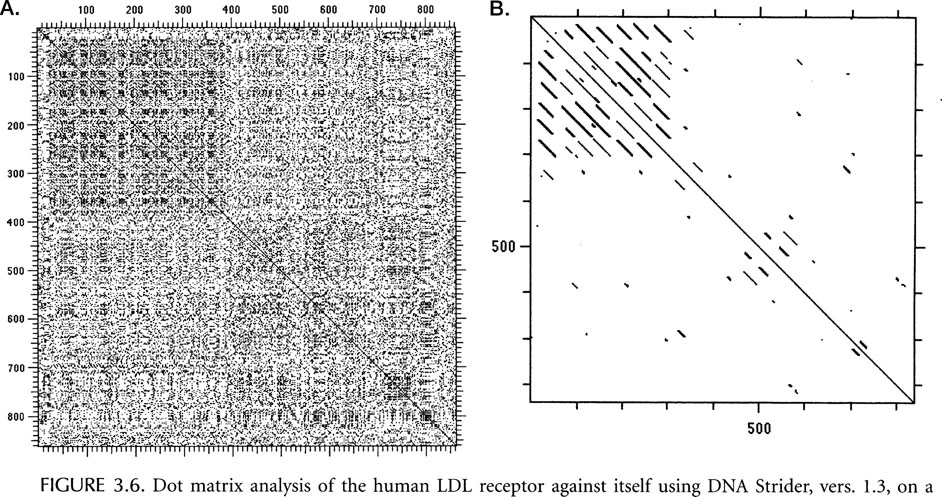 A.
100 200 300 400 500 600 700 800
100
200
300
400
500
600
700
800
B.
500
500
FIGURE 3.6. Dot matrix analysis of the human LDL receptor against itself using DNA Strider, vers. 1.3, on a